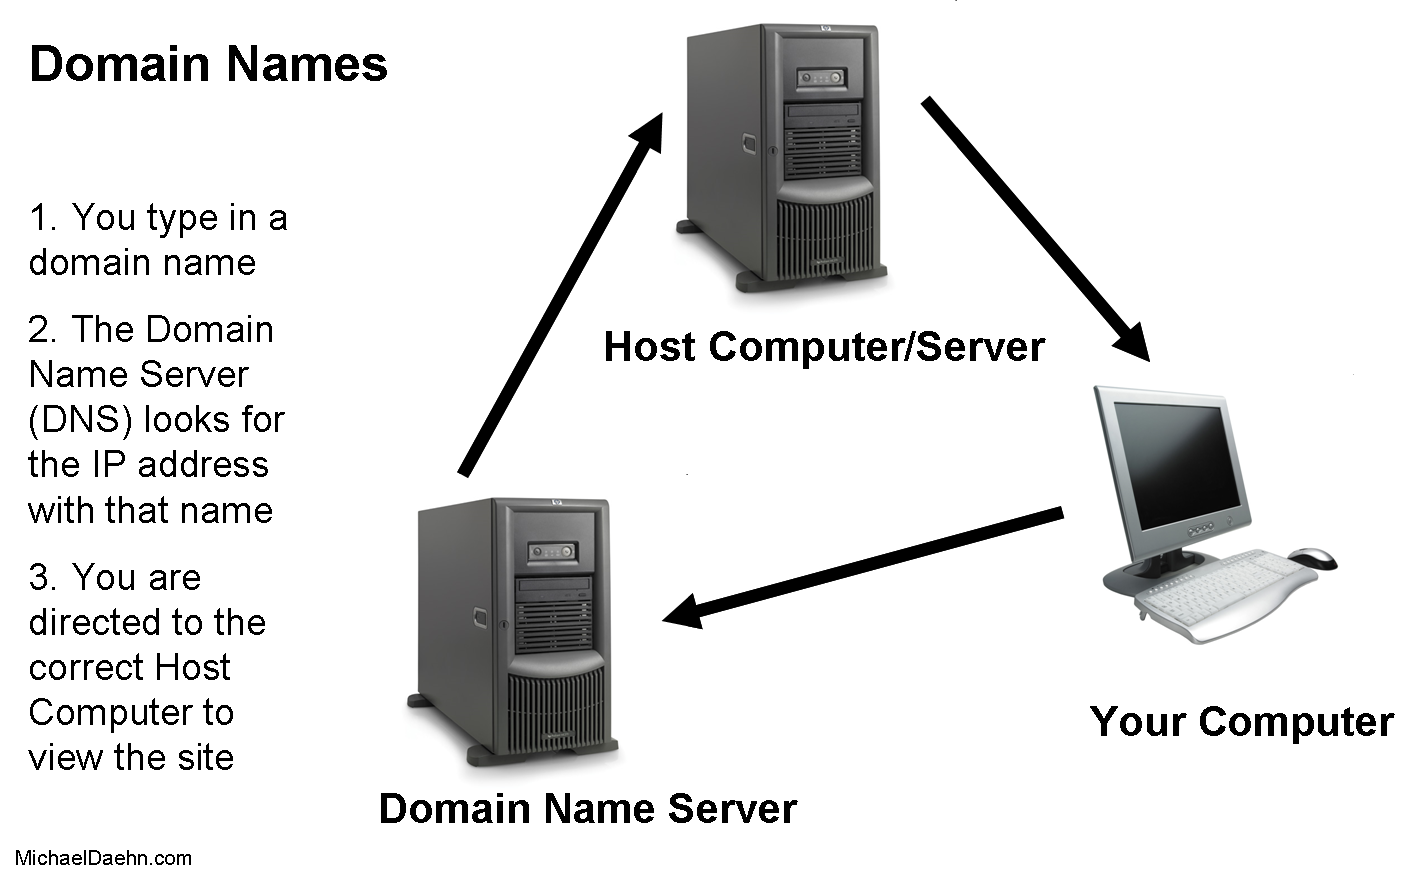 Domain Names
1. You type in a
domain name
2. The Domain
Name Server
(DNS) looks for
the IP address
with that name
3. You are
directed to the
correct Host
Computer to
view the site
Host Computer/Server
Your Computer
Domain Name Server
MichaelDaehn.com